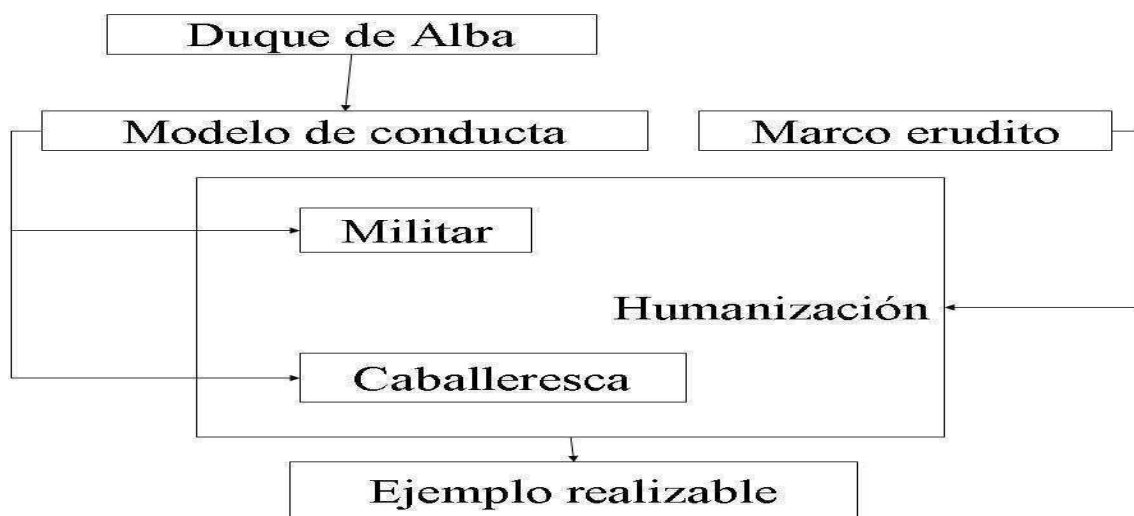 Duque de Alba
Modelo de conducta
Marco erudito
Militar
Humanización
Caballeresca
Ejemplo realizable